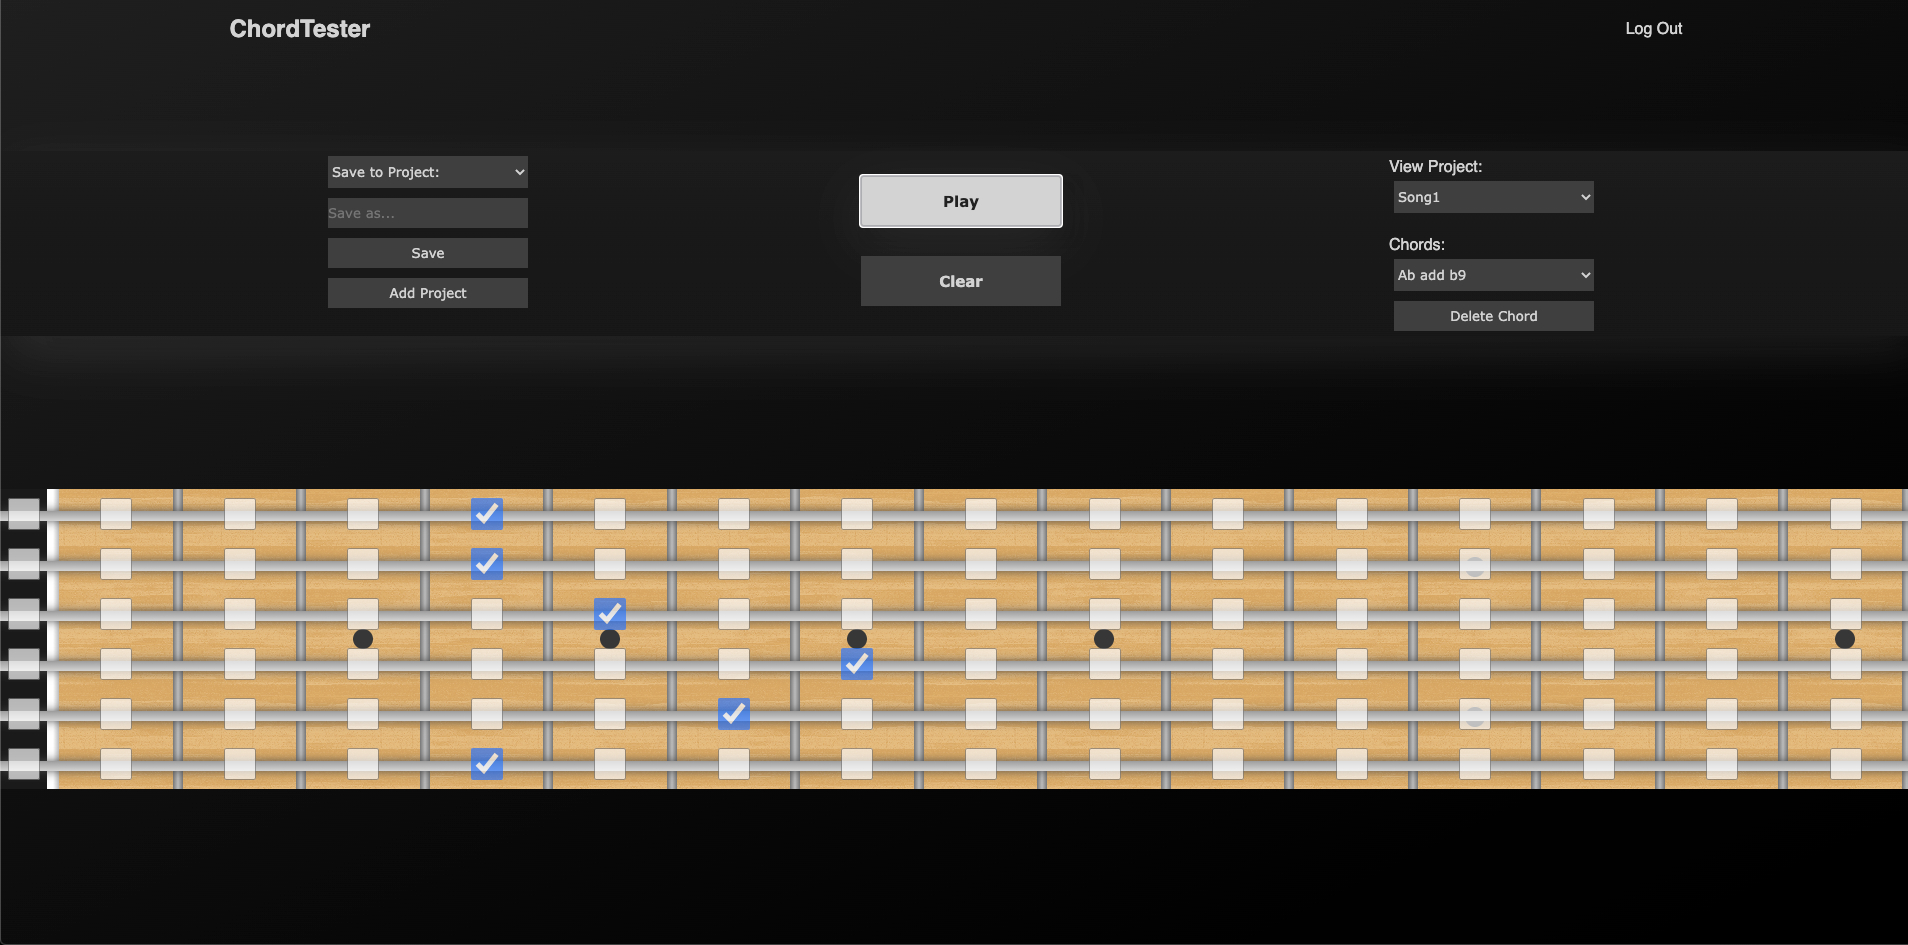 ChordTester
Log Out
Save to Project:
Save as...
Save
Add Project
Play
Clear
View Project:
Song1
Chords:
Ab add b9
Delete Chord